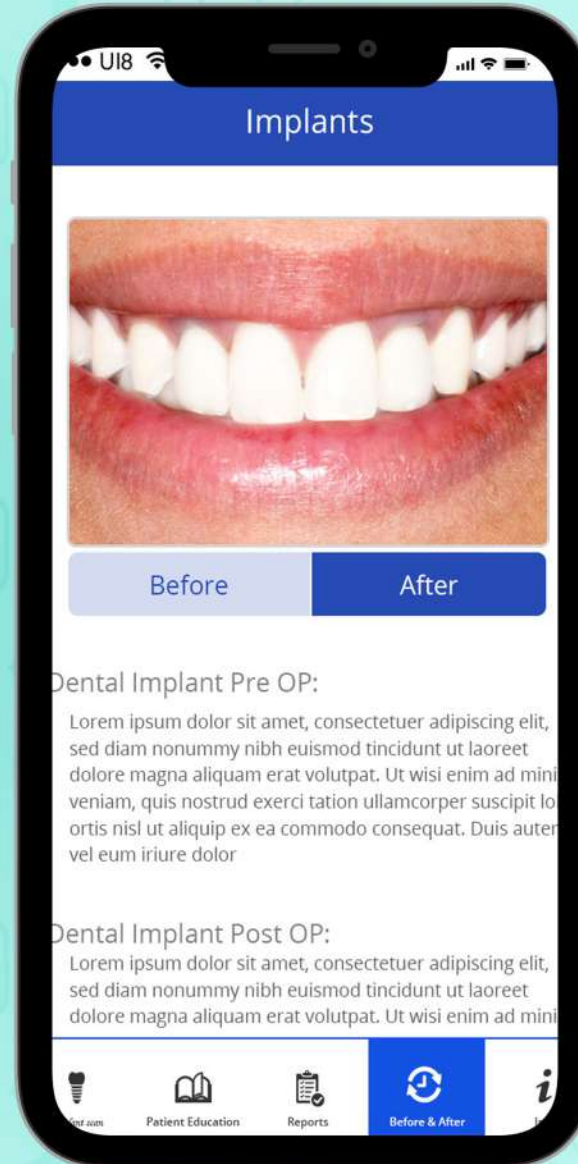 UI8
Implants
Before
After
Dental Implant Pre OP:
Lorem ipsum dolor sit amet, consectetuer adipiscing elit,
sed diam nonummy nibh euismod tincidunt ut laoreet
dolore magna aliquam erat volutpat. Ut wisi enim ad mini
veniam, quis nostrud exerci tation ullamcorper suscipit lo
ortis nisl ut aliquip ex ea commodo consequat. Duis autem
vel eum iriure dolor
Dental Implant Post OP:
Lorem ipsum dolor sit amet, consectetuer adipiscing elit,
sed diam nonummy nibh euismod tincidunt ut laoreet
dolore magna aliquam erat volutpat. Ut wisi enim ad mini
scan
Patient Education
Reports
Before & After